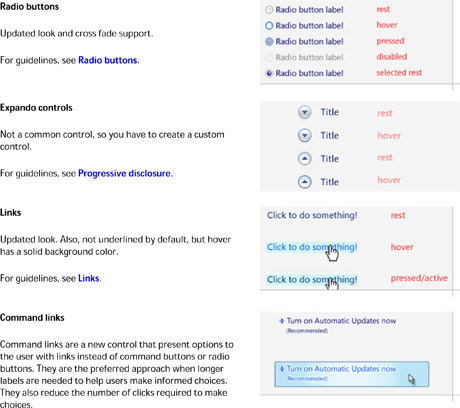 Radio buttons
Updated look and cross fade support.
For guidelines, see Radio buttons.
Radio button label rest
Radio button label hover
Radio button label pressed
Radio button label disabled
Radio button label selected rest
Expando controls
Not a common control, so you have to create a custom
control.
For guidelines, see Progressive disclosure.
Title rest
Title hover
Title rest
Title hover
Links
Updated look. Also, not underlined by default, but hover
has a solid background color.
For guidelines, see Links.
Click to do something! rest
Click to do something! hover
Click to do something! pressed/active
Command links
Command links are a new control that present options to
the user with links instead of command buttons or radio
buttons. They are the preferred approach when longer
labels are needed to help users make informed choices.
They also reduce the number of clicks required to make
choices.
Turn on Automatic Updates now
(Recommended)
Turn on Automatic Updates now
(Recommended)